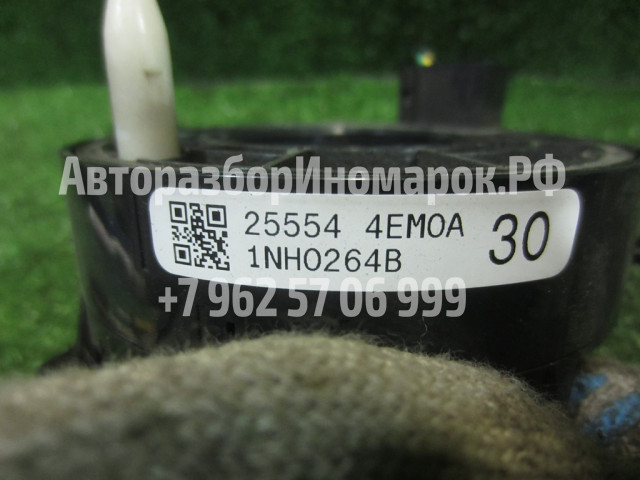 АвторазборИномарок.РФ
25554 4EM0A 30
1NH0264B
+7 962 57 06 999